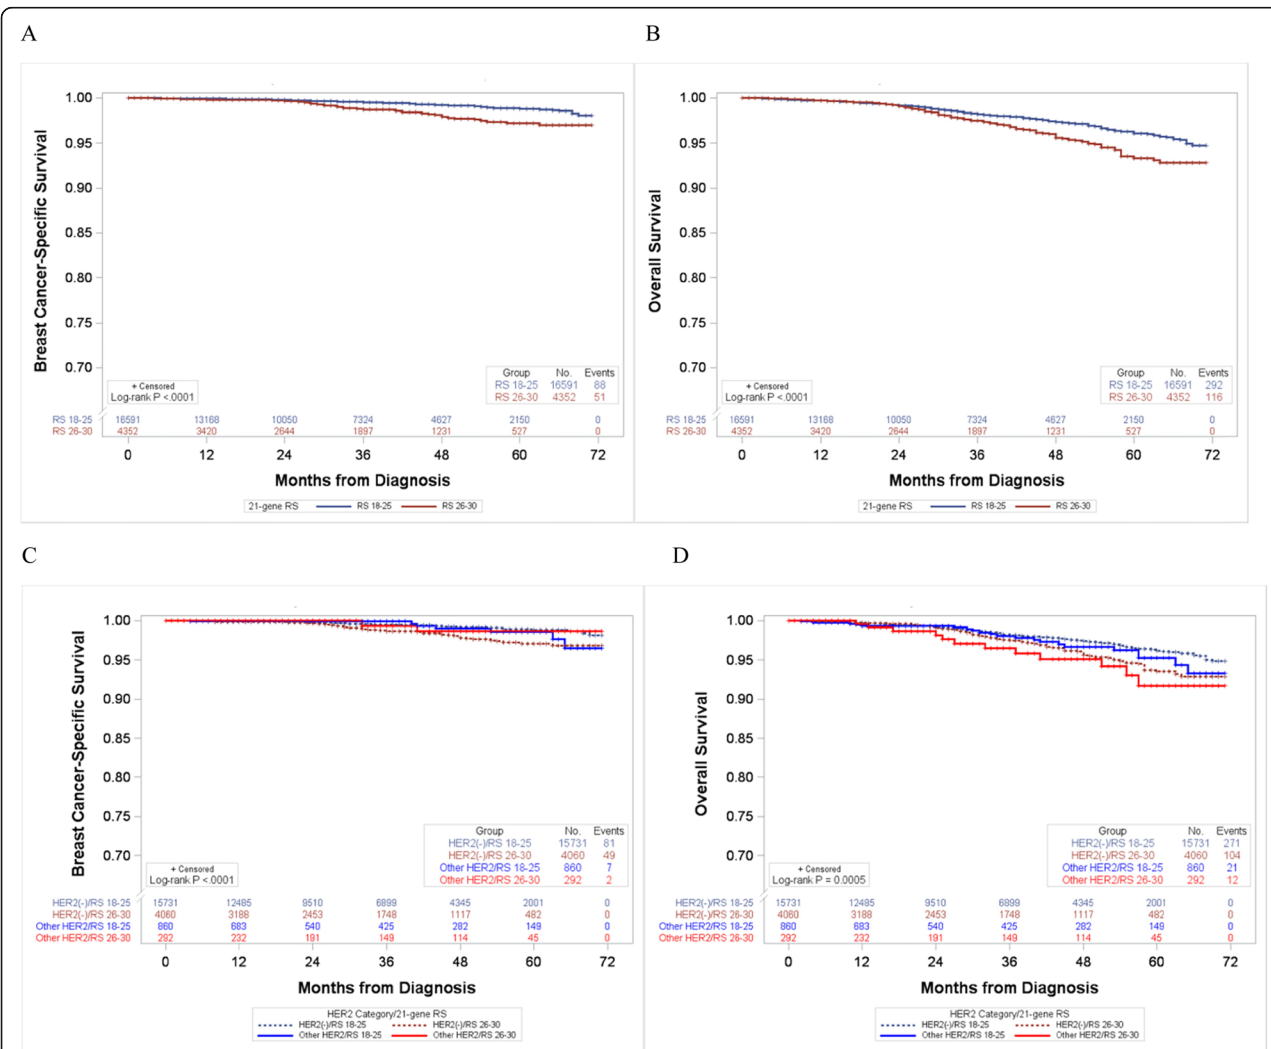 A
Breast Cancer-Specific Survival
1.00
0.95
0.90
0.85
0.80
0.75
0.70
+ Censored
Log-rank P <.0001
Group No. Events
RS 18-25 16591 88
RS 26-30 4352 51
RS 18-25 16591 13168 10050 7324 4627 2150 0
RS 26-30 4352 3420 2644 1897 1231 527 0
0 12 24 36 48 60 72
Months from Diagnosis
21-gene RS RS 18-25 RS 26-30
B
Overall Survival
1.00
0.95
0.90
0.85
0.80
0.75
0.70
+ Censored
Log-rank P <.0001
Group No. Events
RS 18-25 16591 292
RS 26-30 4352 116
RS 18-25 16591 13168 10050 7324 4627 2150 0
RS 26-30 4352 3420 2644 1897 1231 527 0
0 12 24 36 48 60 72
Months from Diagnosis
21-gene RS RS 18-25 RS 26-30
C
Breast Cancer-Specific Survival
1.00
0.95
0.90
0.85
0.80
0.75
0.70
+ Censored
Log-rank P <.0001
Group No. Events
HER2(-)/RS 18-25 15731 81
HER2(-)/RS 26-30 4060 49
Other HER2/RS 18-25 860 7
Other HER2/RS 26-30 292 2
HER2(-)/RS 18-25 15731 12485 9510 6899 4345 2001 0
HER2(-)/RS 26-30 4060 3188 2453 1748 1117 482 0
Other HER2/RS 18-25 860 683 540 425 282 149 0
Other HER2/RS 26-30 292 232 191 149 114 45 0
0 12 24 36 48 60 72
Months from Diagnosis
HER2 Category/21-gene RS
HER2(-)/RS 18-25 HER2(-)/RS 26-30
Other HER2/RS 18-25 Other HER2/RS 26-30
D
Overall Survival
1.00
0.95
0.90
0.85
0.80
0.75
0.70
+ Censored
Log-rank P = 0.0005
Group No. Events
HER2(-)/RS 18-25 15731 271
HER2(-)/RS 26-30 4060 104
Other HER2/RS 18-25 860 21
Other HER2/RS 26-30 292 12
HER2(-)/RS 18-25 15731 12485 9510 6899 4345 2001 0
HER2(-)/RS 26-30 4060 3188 2453 1748 1117 482 0
Other HER2/RS 18-25 860 683 540 425 282 149 0
Other HER2/RS 26-30 292 232 191 149 114 45 0
0 12 24 36 48 60 72
Months from Diagnosis
HER2 Category/21-gene RS
HER2(-)/RS 18-25 HER2(-)/RS 26-30
Other HER2/RS 18-25 Other HER2/RS 26-30